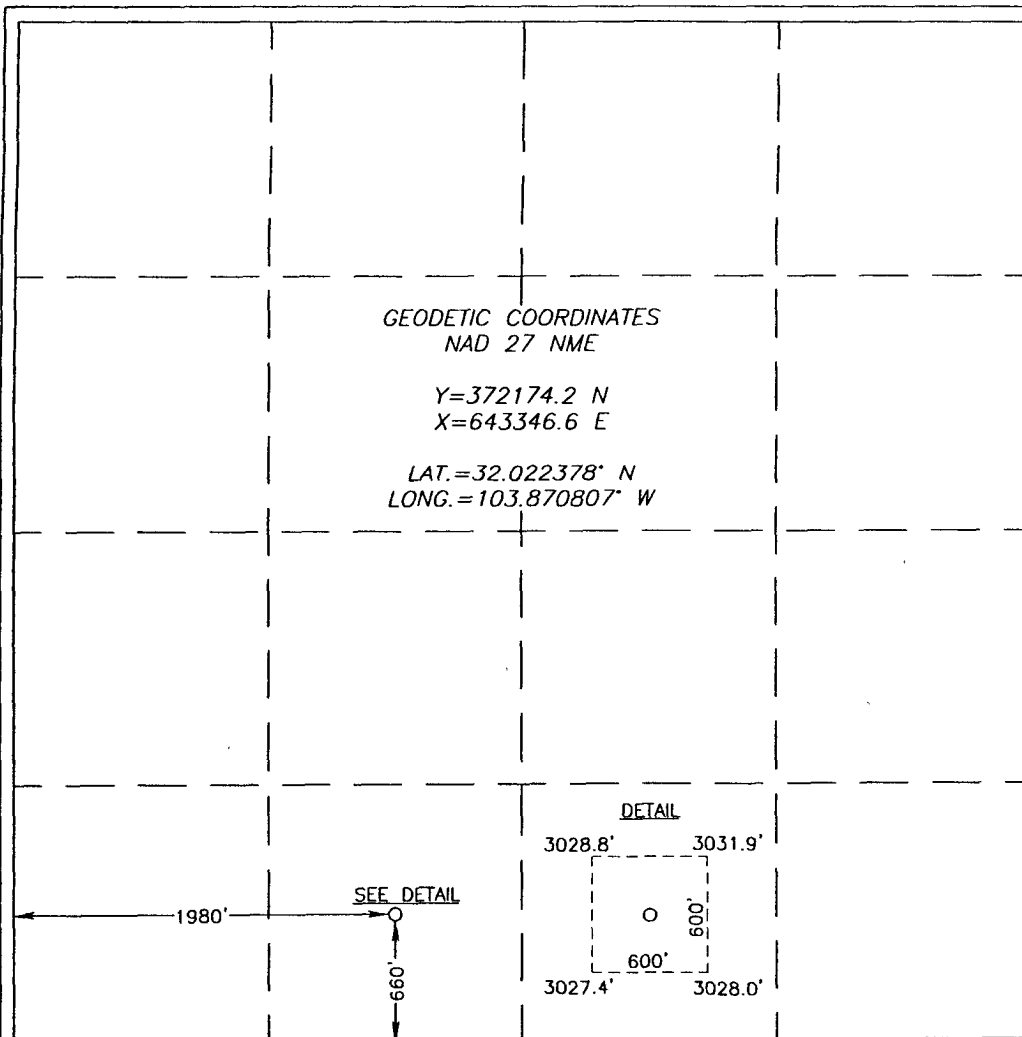 GEODETIC COORDINATES
NAD 27 NME
Y=372174.2 N
X=643346.6 E
LAT.=32.022378° N
LONG.=103.870807° W
DETAIL
3028.8' 3031.9'
SEE DETAIL
1980'
600'
600'
660'
3027.4' 3028.0'